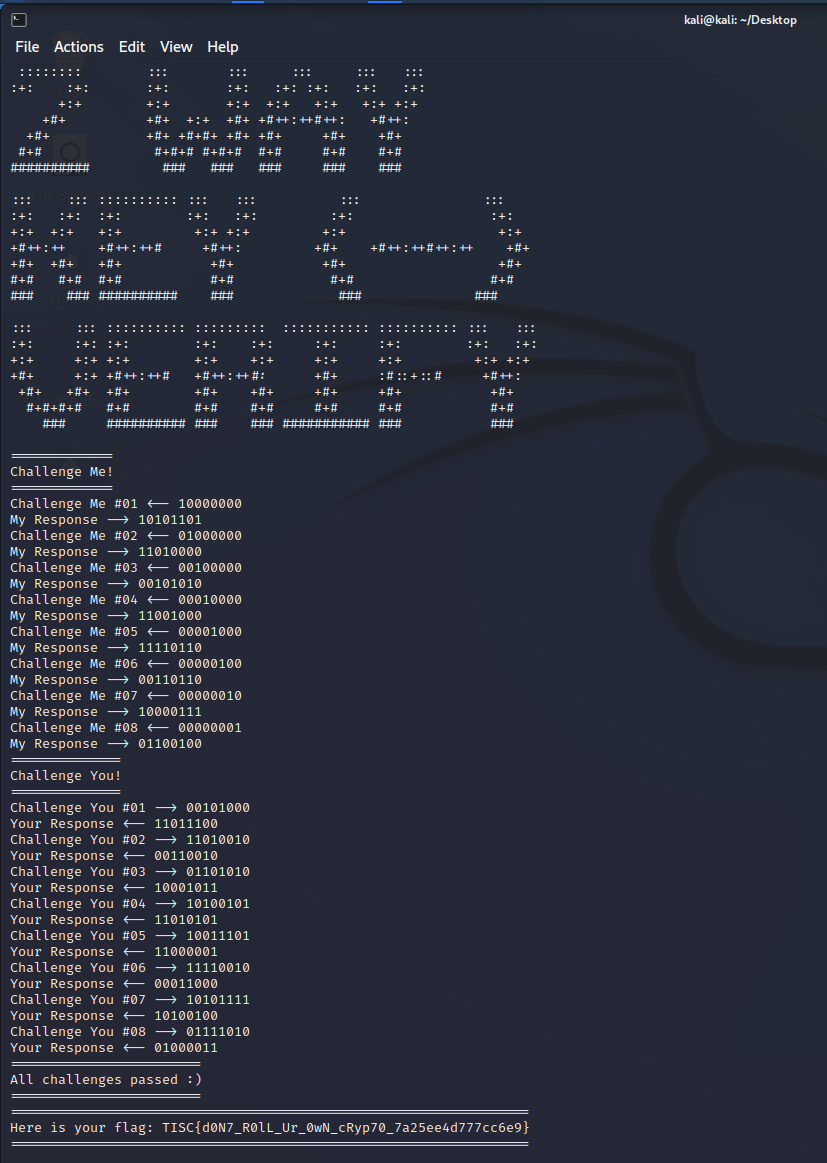 kali@kali: ~/Desktop
File Actions Edit View Help
2 WAY
KEY <->
VERIFY
=============
Challenge Me!
=============
Challenge Me #01 <-- 10000000
My Response --> 10101101
Challenge Me #02 <-- 01000000
My Response --> 11010000
Challenge Me #03 <-- 00100000
My Response --> 00101010
Challenge Me #04 <-- 00010000
My Response --> 11001000
Challenge Me #05 <-- 00001000
My Response --> 11110110
Challenge Me #06 <-- 00000100
My Response --> 00110110
Challenge Me #07 <-- 00000010
My Response --> 10000111
Challenge Me #08 <-- 00000001
My Response --> 01100100
==============
Challenge You!
==============
Challenge You #01 --> 00101000
Your Response <-- 11011100
Challenge You #02 --> 11010010
Your Response <-- 00110010
Challenge You #03 --> 01101010
Your Response <-- 10001011
Challenge You #04 --> 10100101
Your Response <-- 11010101
Challenge You #05 --> 10011101
Your Response <-- 11000001
Challenge You #06 --> 11110010
Your Response <-- 00011000
Challenge You #07 --> 10101111
Your Response <-- 10100100
Challenge You #08 --> 01111010
Your Response <-- 01000011
========================
All challenges passed :)
========================
=================================================================
Here is your flag: TISC{d0N7_R0lL_Ur_0wN_cRyp70_7a25ee4d777cc6e9}
=================================================================